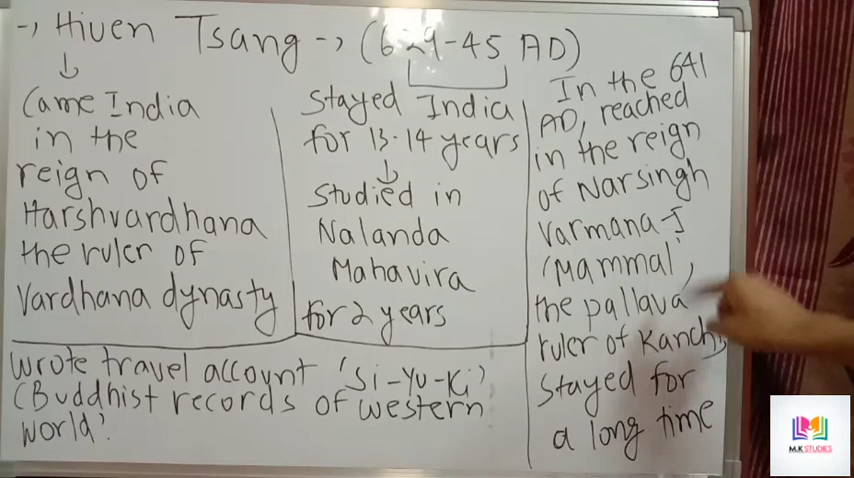 → Hiven Tsang → (629-45 AD)
↓
Came India
in the
reign of
Harshvardhana
the ruler of
Vardhana dynasty
Stayed India
for 13-14 years
↓
Studied in
Nalanda
Mahavira
for 2 years
In the 641
AD, reached
in the reign
of Narsingh
Varmana-I
'Mammal',
the pallava
ruler of Kanchi,
stayed for
a long time
Wrote travel account 'Si-Yu-Ki'
(Buddhist records of western
world'.
M.K STUDIES